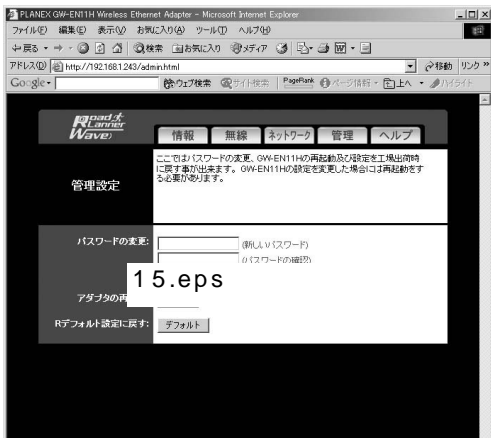 PLANEX GW-EN11H Wireless Ethernet Adapter - Microsoft Internet Explorer
ファイル(F) 編集(E) 表示(V) お気に入り(A) ツール(T) ヘルプ(H)
戻る 検索 お気に入り メディア
アドレス(D) http://192.168.1.243/admin.html 移動 リンク »
Google ウェブ検索 サイト検索 PageRank ページ情報 上へ ハイライト
Road
Lanner
Wave
情報 無線 ネットワーク 管理 ヘルプ
管理設定
ここではパスワードの変更、GW-EN11Hの再起動及び設定を工場出荷時
に戻す事が出来ます。GW-EN11Hの設定を変更した場合には再起動をす
る必要があります。
パスワードの変更: (新しいパスワード)
(パスワードの確認)
15.eps
アダプタの再
Rデフォルト設定に戻す: デフォルト